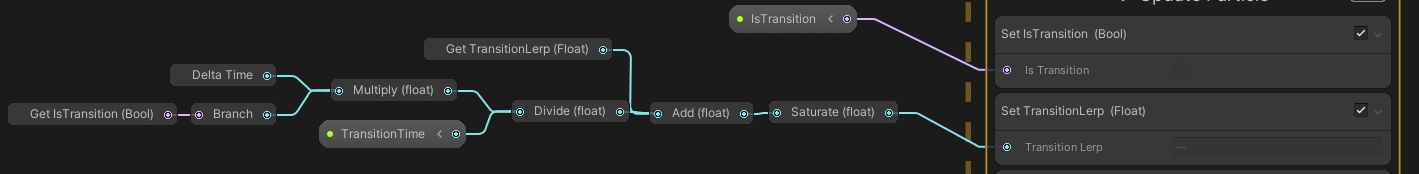 Update Particle
IsTransition
Set IsTransition (Bool)
Get TransitionLerp (Float)
Is Transition
Delta Time
Multiply (float)
Get IsTransition (Bool)
Branch
Divide (float)
Add (float)
Saturate (float)
Set TransitionLerp (Float)
TransitionTime
Transition Lerp